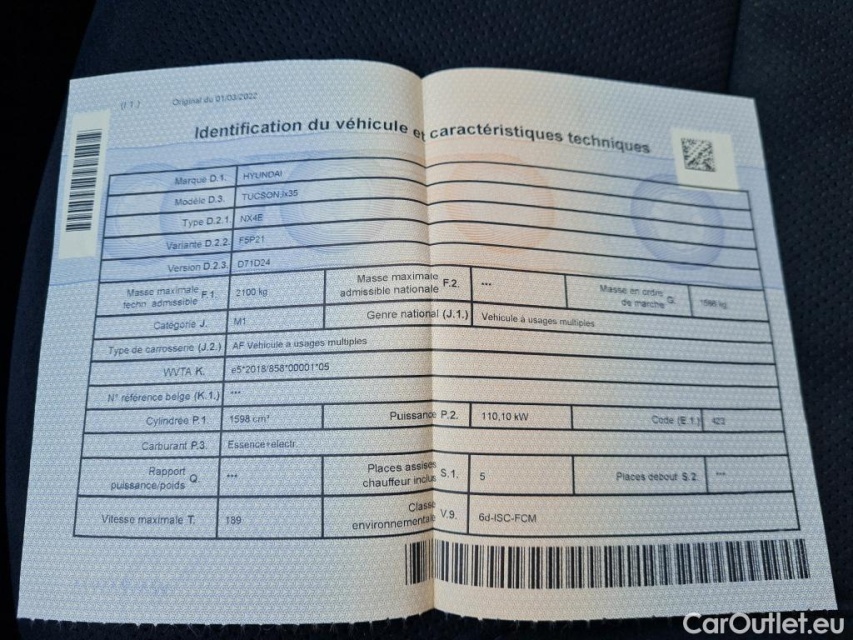 (I.1.) Original du 01/03/2022
Identification du véhicule et caractéristiques techniques
Marque D.1. HYUNDAI
Modèle D.3. TUCSON,ix35
Type D.2.1. NX4E
Variante D.2.2. F5P21
Version D.2.3. D71D24
Masse maximale techn. admissible F.1. 2100 kg Masse maximale admissible nationale F.2. --- Masse en ordre de marche G. kg
Catégorie J. M1 Genre national (J.1.) Véhicule à usages multiples
Type de carrosserie (J.2.) AF Véhicule à usages multiples
WVTA K. e5*2018/858*00001*05
N° référence belge (K.1.) ---
Cylindrée P.1. 1598 cm³ Puissance P.2. 110,10 kW Code (E.1.) 423
Carburant P.3. Essence+electr.
Rapport puissance/poids Q. --- Places assises chauffeur inclus S.1. 5 Places debout S.2. ---
Vitesse maximale T. 189 Classe environnementale V.9. 6d-ISC-FCM
CarOutlet.eu